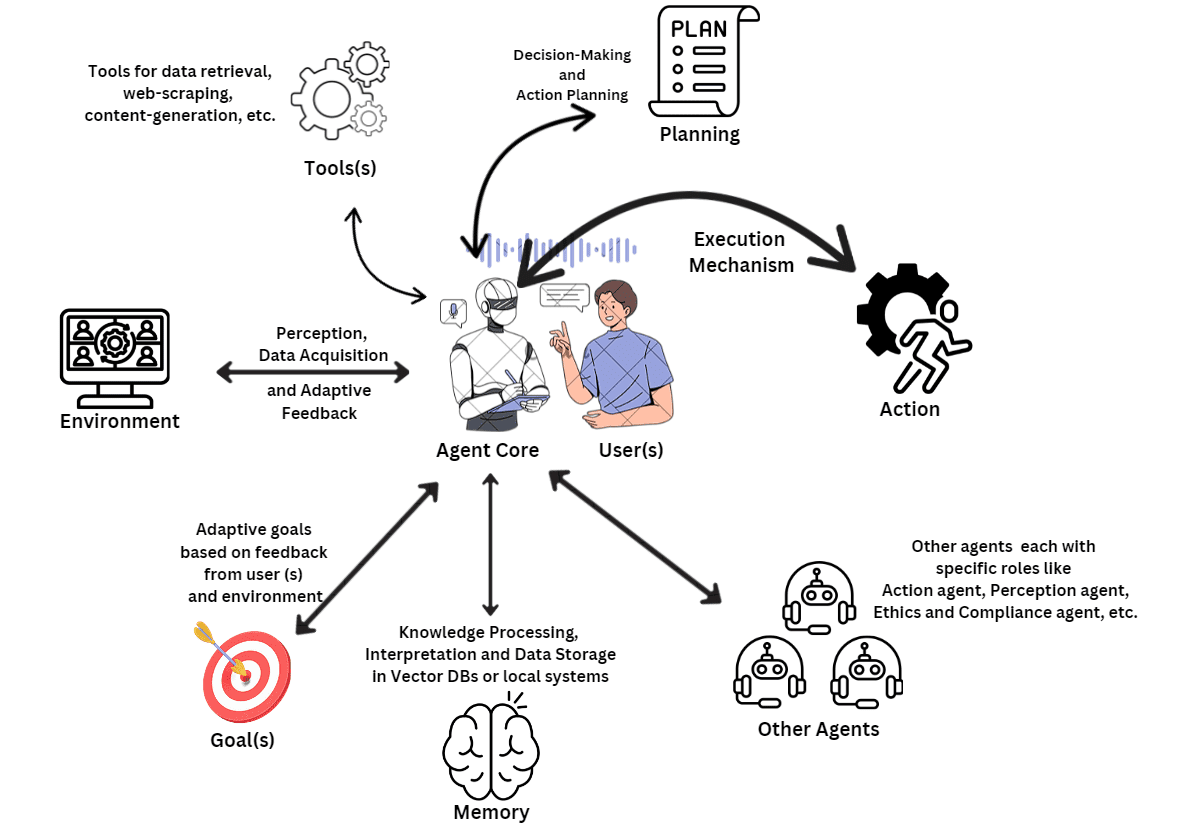 PLAN
Decision-Making
and
Action Planning
Planning
Tools for data retrieval,
web-scraping,
content-generation, etc.
Tools(s)
Execution
Mechanism
Action
Perception,
Data Acquisition
and Adaptive
Feedback
Environment
Agent Core
User(s)
Adaptive goals
based on feedback
from user (s)
and environment
Goal(s)
Knowledge Processing,
Interpretation and Data Storage
in Vector DBs or local systems
Memory
Other agents each with
specific roles like
Action agent, Perception agent,
Ethics and Compliance agent, etc.
Other Agents